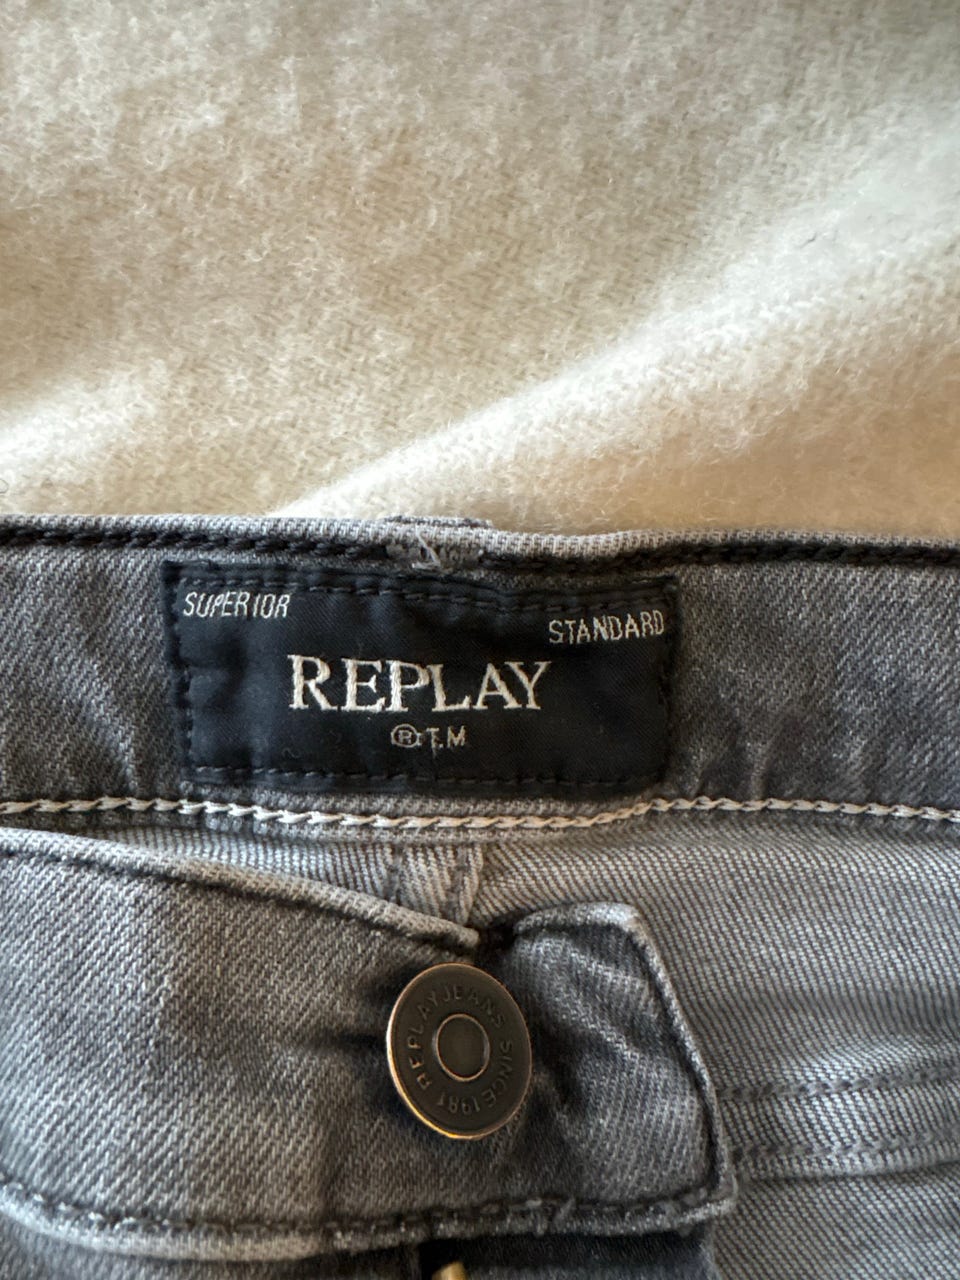 SUPERIOR
STANDARD
REPLAY
® T.M
REPLAY JEANS SINCE 1981